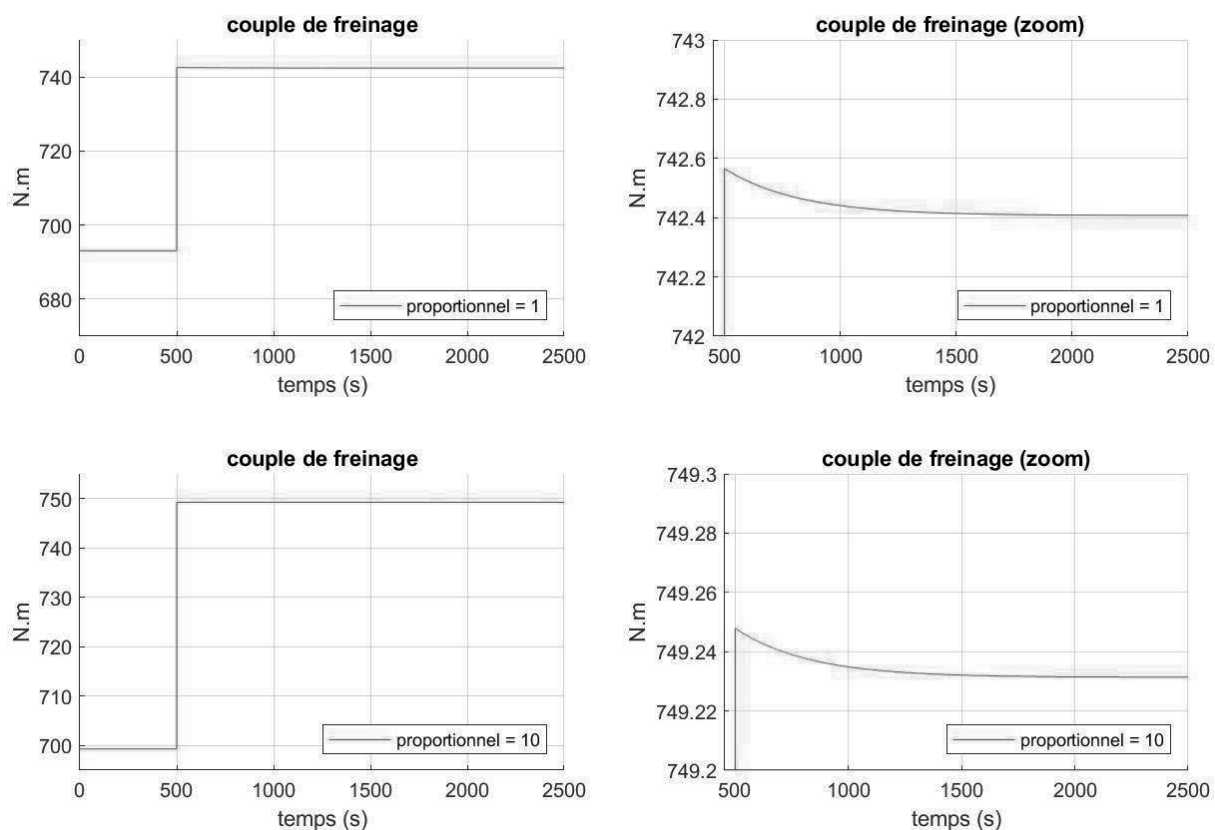 couple de freinage
740
720
700
680
N.m
proportionnel = 1
0 500 1000 1500 2000 2500
temps (s)
couple de freinage (zoom)
743
742.8
742.6
742.4
742.2
742
N.m
proportionnel = 1
500 1000 1500 2000 2500
temps (s)
couple de freinage
750
740
730
720
710
700
N.m
proportionnel = 10
0 500 1000 1500 2000 2500
temps (s)
couple de freinage (zoom)
749.3
749.28
749.26
749.24
749.22
749.2
N.m
proportionnel = 10
500 1000 1500 2000 2500
temps (s)